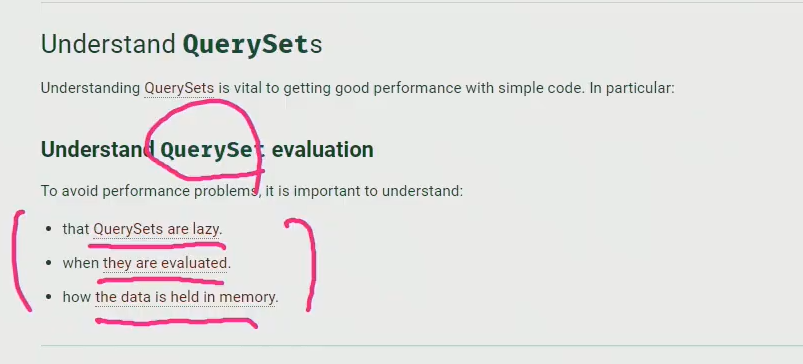 Understand QuerySets
Understanding QuerySets is vital to getting good performance with simple code. In particular:
Understand QuerySet evaluation
To avoid performance problems, it is important to understand:
• that QuerySets are lazy.
• when they are evaluated.
• how the data is held in memory.